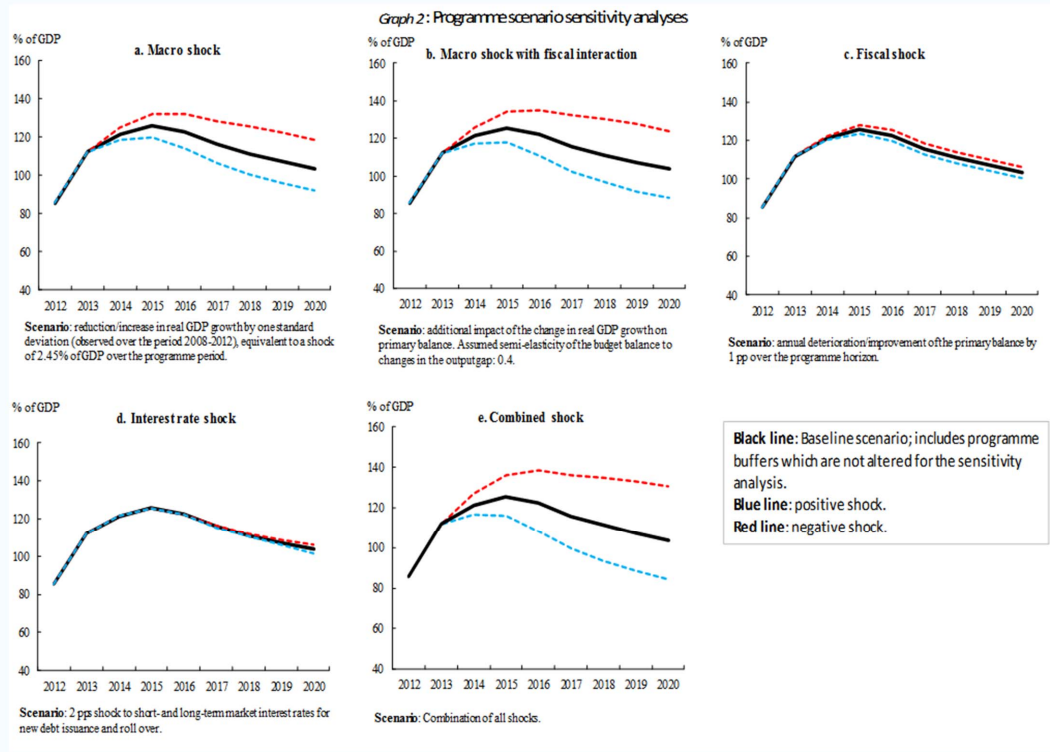 Graph 2: Programme scenario sensitivity analyses
% of GDP
a. Macro shock
160
140
120
100
80
60
40
2012 2013 2014 2015 2016 2017 2018 2019 2020
Scenario: reduction/increase in real GDP growth by one standard
deviation (observed over the period 2008-2012), equivalent to a shock
of 2.45% of GDP over the programme period.
% of GDP
b. Macro shock with fiscal interaction
160
140
120
100
80
60
40
2012 2013 2014 2015 2016 2017 2018 2019 2020
Scenario: additional impact of the change in real GDP growth on
primary balance. Assumed semi-elasticity of the budget balance to
changes in the output gap: 0.4.
% of GDP
c. Fiscal shock
160
140
120
100
80
60
40
2012 2013 2014 2015 2016 2017 2018 2019 2020
Scenario: annual deterioration/improvement of the primary balance by
1 pp over the programme horizon.
% of GDP
d. Interest rate shock
160
140
120
100
80
60
40
2012 2013 2014 2015 2016 2017 2018 2019 2020
Scenario: 2 pps shock to short- and long-term market interest rates for
new debt issuance and roll over.
% of GDP
e. Combined shock
160
140
120
100
80
60
40
2012 2013 2014 2015 2016 2017 2018 2019 2020
Scenario: Combination of all shocks.
Black line: Baseline scenario; includes programme
buffers which are not altered for the sensitivity
analysis.
Blue line: positive shock.
Red line: negative shock.